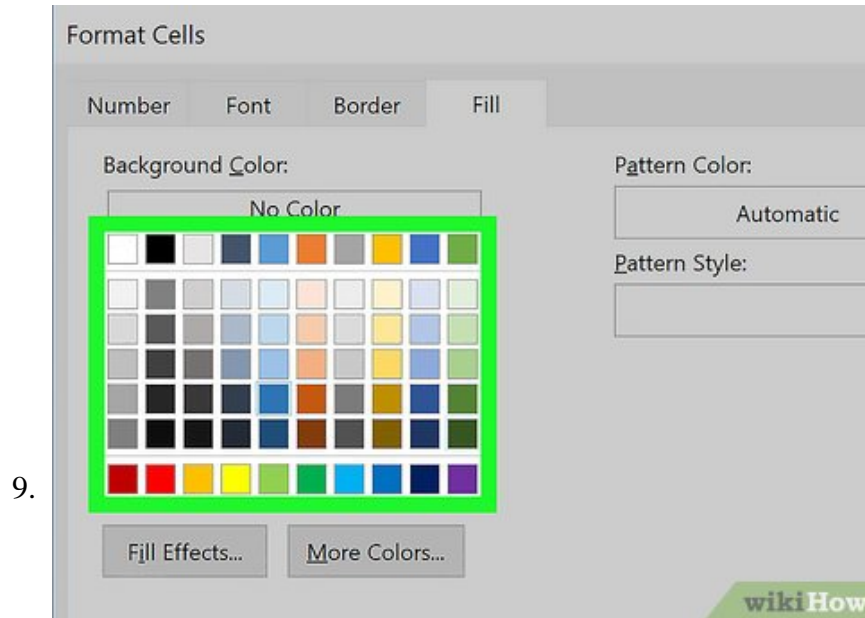 Format Cells
Number Font Border Fill
Background Color:
No Color
Pattern Color:
Automatic
Pattern Style:
9.
Fill Effects...
More Colors...
wikiHow